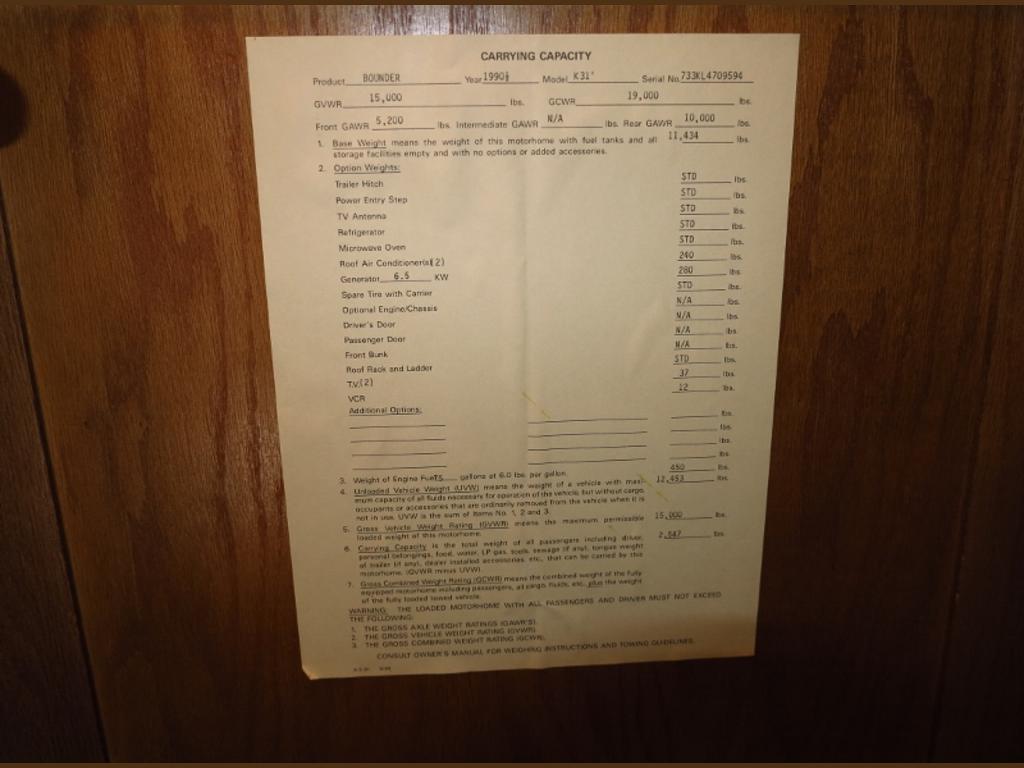 CARRYING CAPACITY
Product BOUNDER Year 1990½ Model K31' Serial No. 733KL4709594
GVWR 15,000 lbs. GCWR 19,000 lbs.
Front GAWR 5,200 lbs. Intermediate GAWR N/A lbs. Rear GAWR 10,000 lbs.
1. Base Weight means the weight of this motorhome with fuel tanks and all 11,434 lbs.
storage facilities empty and with no options or added accessories.
2. Option Weights:
Trailer Hitch STD lbs.
Power Entry Step STD lbs.
TV Antenna STD lbs.
Refrigerator STD lbs.
Microwave Oven STD lbs.
Roof Air Conditioner(s)(2) 240 lbs.
Generator 6.5 KW 280 lbs.
Spare Tire with Carrier STD lbs.
Optional Engine/Chassis N/A lbs.
Driver's Door N/A lbs.
Passenger Door N/A lbs.
Front Bunk N/A lbs.
Roof Rack and Ladder STD lbs.
T.V.(2) 37 lbs.
VCR 12 lbs.
Additional Options: lbs.
lbs.
lbs.
lbs.
3. Weight of Engine Fuel 75 gallons at 6.0 lbs. per gallon. 450 lbs.
4. Unloaded Vehicle Weight (UVW) means the weight of a vehicle with maxi- 12,453 lbs.
mum capacity of all fluids necessary for operation of the vehicle, but without cargo,
occupants or accessories that are ordinarily removed from the vehicle when it is
not in use. UVW is the sum of Items No. 1, 2 and 3.
5. Gross Vehicle Weight Rating (GVWR) means the maximum permissible 15,000 lbs.
loaded weight of this motorhome.
6. Carrying Capacity is the total weight of all passengers including driver, 2,547 lbs.
personal belongings, food, water, LP gas, tools, sewage (if any), tongue weight
of trailer (if any), dealer installed accessories, etc., that can be carried by this
motorhome. (GVWR minus UVW).
7. Gross Combined Weight Rating (GCWR) means the combined weight of the fully
equipped motorhome including passengers, all cargo, fluids, etc., plus the weight
of the fully loaded towed vehicle.
WARNING: THE LOADED MOTORHOME WITH ALL PASSENGERS AND DRIVER MUST NOT EXCEED
THE FOLLOWING:
1. THE GROSS AXLE WEIGHT RATINGS (GAWR'S).
2. THE GROSS VEHICLE WEIGHT RATING (GVWR).
3. THE GROSS COMBINED WEIGHT RATING (GCWR).
CONSULT OWNER'S MANUAL FOR WEIGHING INSTRUCTIONS AND TOWING GUIDELINES.